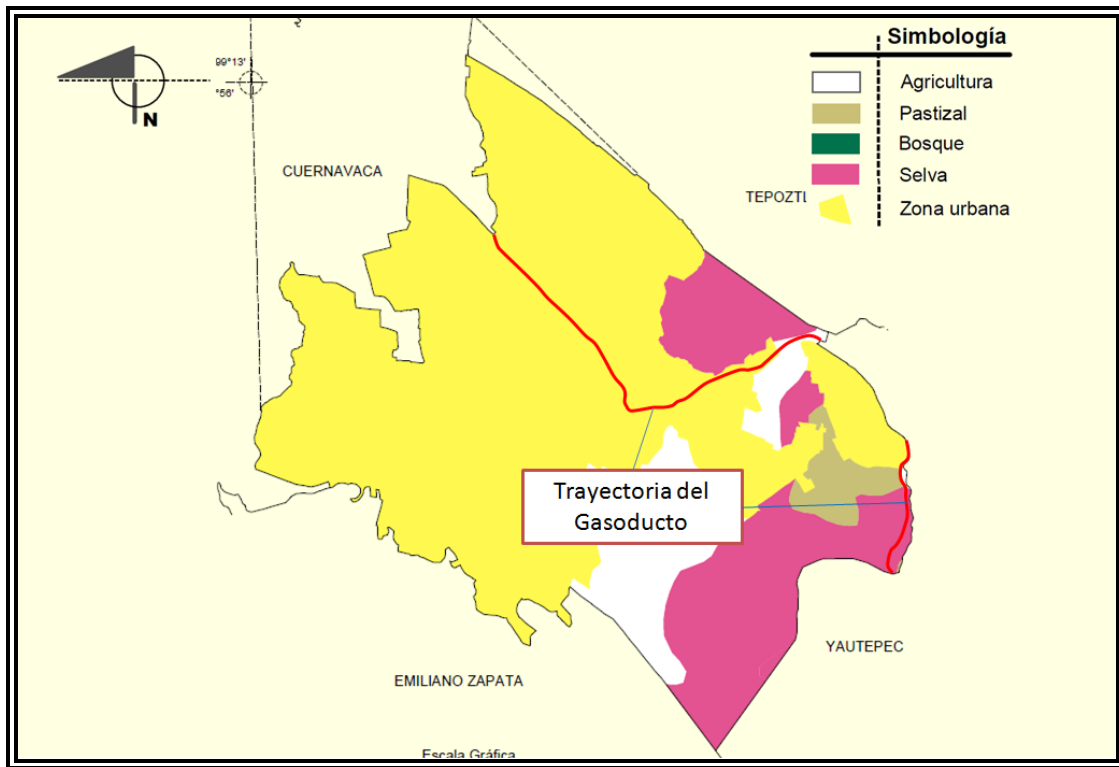 Simbología
99°13'
°56'
N
Agricultura
Pastizal
Bosque
Selva
Zona urbana
CUERNAVACA
TEPOZTL
Trayectoria del
Gasoducto
YAUTEPEC
EMILIANO ZAPATA
Escala Gráfica